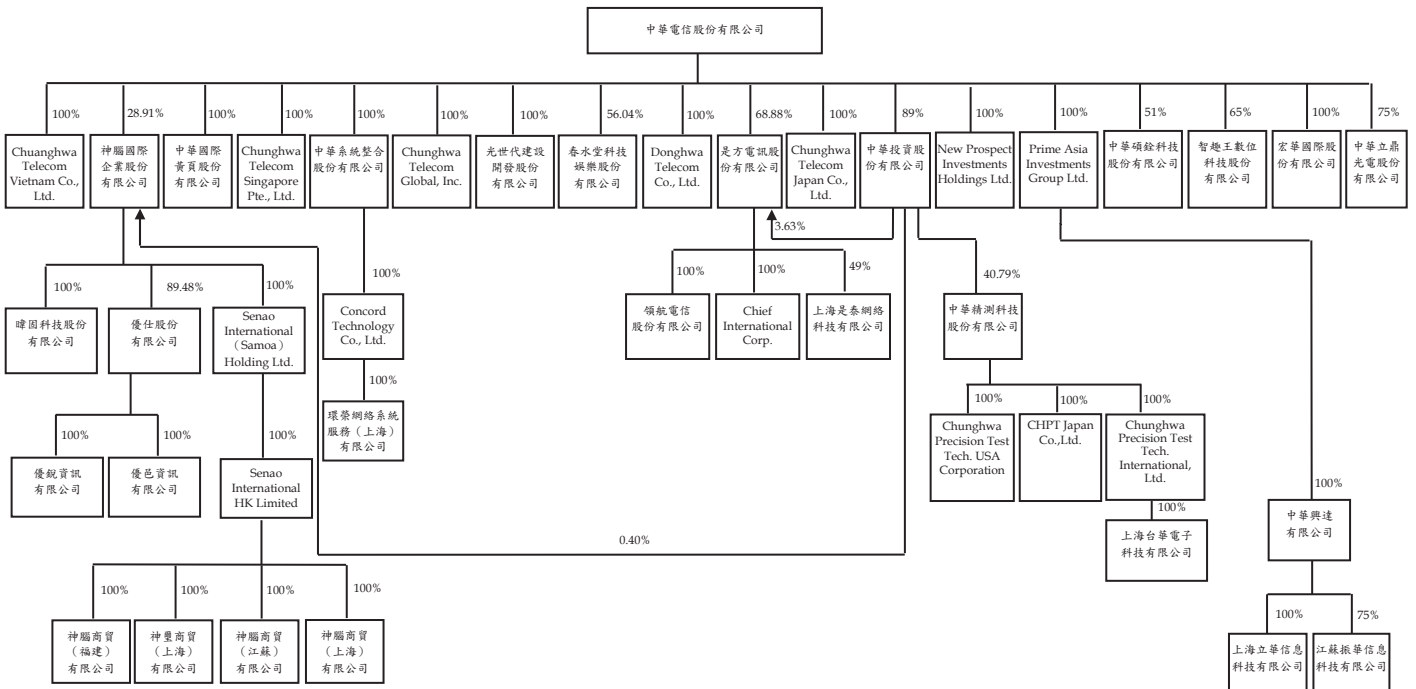 中華電信股份有限公司
100%
28.91%
100%
100%
100%
100%
100%
56.04%
100%
68.88%
100%
89%
100%
100%
51%
65%
100%
75%
Chuanghwa
Telecom
Vietnam Co.,
Ltd.
神腦國際
企業股份
有限公司
中華國際
黃頁股份
有限公司
Chunghwa
Telecom
Singapore
Pte., Ltd.
中華系統整合
股份有限公司
Chunghwa
Telecom
Global, Inc.
光世代建設
開發股份
有限公司
春水堂科技
娛樂股份
有限公司
Donghwa
Telecom
Co., Ltd.
是方電訊股
份有限公司
Chunghwa
Telecom
Japan Co.,
Ltd.
中華投資股
份有限公司
New Prospect
Investments
Holdings Ltd.
Prime Asia
Investments
Group Ltd.
中華碩銓科技
股份有限公司
智趣王數位
科技股份
有限公司
宏華國際股
份有限公司
中華立鼎
光電股份
有限公司
3.63%
100%
89.48%
100%
100%
100%
100%
49%
40.79%
暐因科技股份
有限公司
優仕股份
有限公司
Senao
International
（Samoa）
Holding Ltd.
Concord
Technology
Co., Ltd.
領航電信
股份有限公司
Chief
International
Corp.
上海是泰網絡
科技有限公司
中華精測科技
股份有限公司
100%
100%
100%
100%
100%
100%
100%
優銳資訊
有限公司
優邑資訊
有限公司
Senao
International
HK Limited
環榮網絡系統
服務（上海）
有限公司
Chunghwa
Precision Test
Tech. USA
Corporation
CHPT Japan
Co.,Ltd.
Chunghwa
Precision Test
Tech.
International,
Ltd.
100%
100%
上海台華電子
科技有限公司
中華興達
有限公司
0.40%
100%
100%
100%
100%
100%
75%
神腦商貿
（福建）
有限公司
神璽商貿
（上海）
有限公司
神腦商貿
（江蘇）
有限公司
神腦商貿
（上海）
有限公司
上海立華信息
科技有限公司
江蘇振華信息
科技有限公司